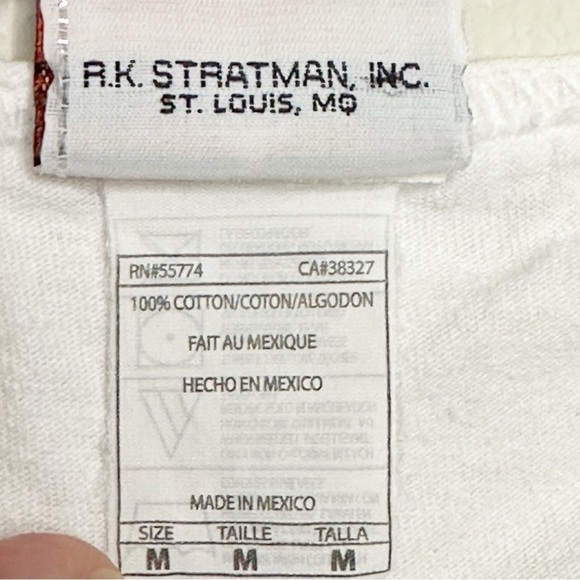 R.K. STRATMAN, INC.
ST. LOUIS, MO
RN#55774 CA#38327
100% COTTON/COTON/ALGODON
FAIT AU MEXIQUE
HECHO EN MEXICO
MADE IN MEXICO
SIZE TAILLE TALLA
M M M